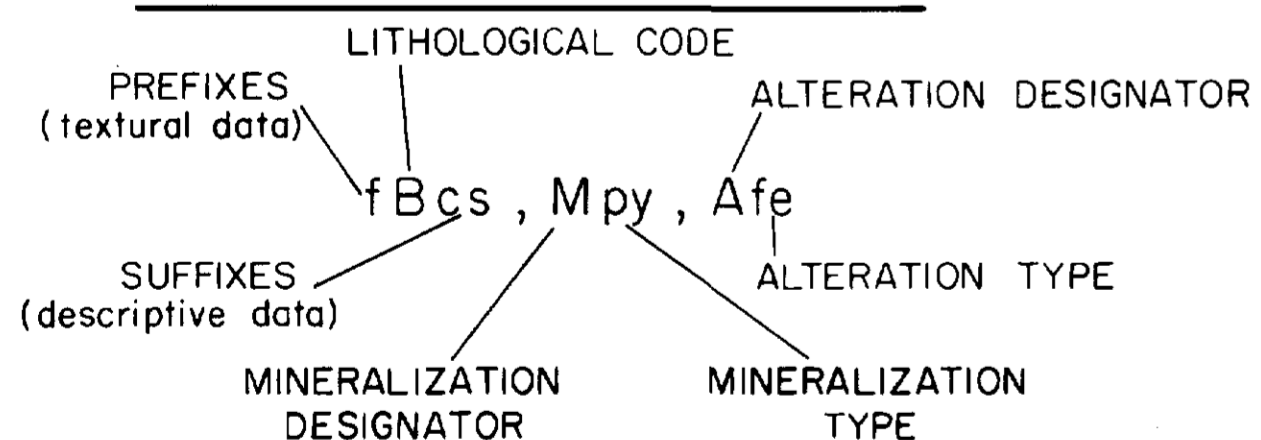 LITHOLOGICAL CODE
PREFIXES
(textural data)
ALTERATION DESIGNATOR
fBcs, Mpy, Afe
SUFFIXES
(descriptive data)
ALTERATION TYPE
MINERALIZATION
DESIGNATOR
MINERALIZATION
TYPE